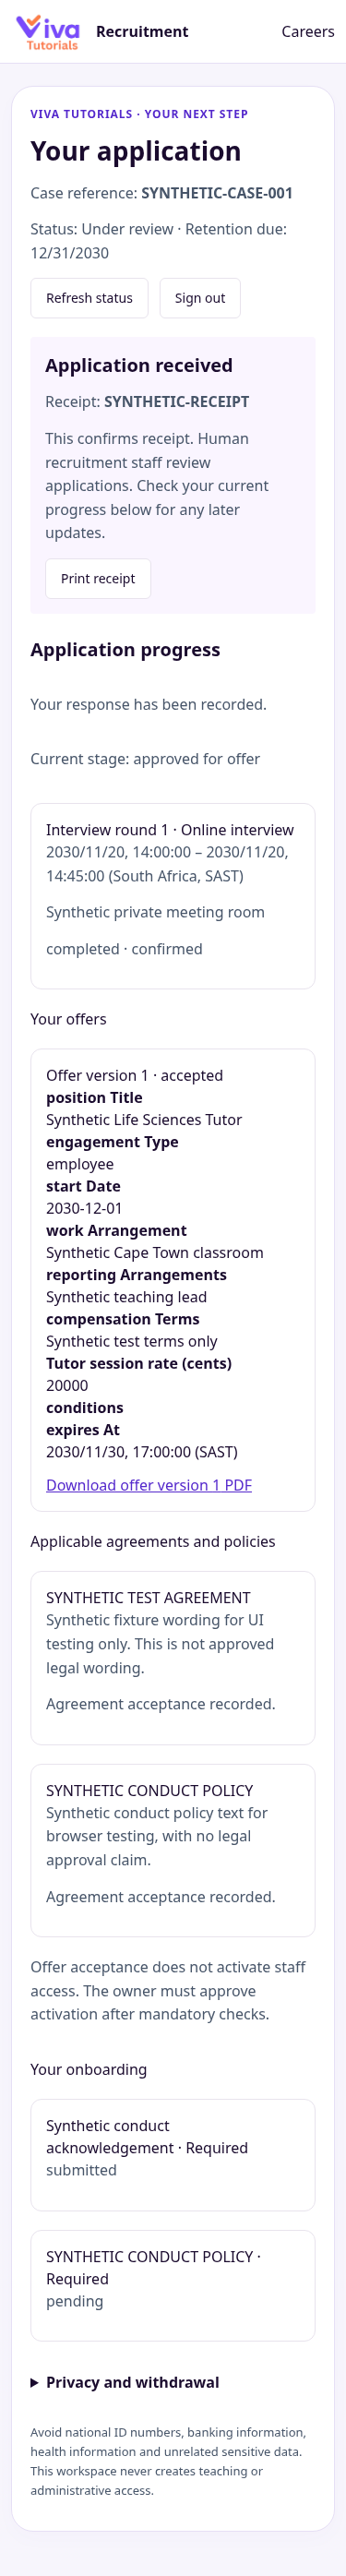 Viva
Tutorials
Recruitment
Careers
VIVA TUTORIALS · YOUR NEXT STEP
Your application
Case reference: SYNTHETIC-CASE-001
Status: Under review · Retention due:
12/31/2030
Refresh status
Sign out
Application received
Receipt: SYNTHETIC-RECEIPT
This confirms receipt. Human
recruitment staff review
applications. Check your current
progress below for any later
updates.
Print receipt
Application progress
Your response has been recorded.
Current stage: approved for offer
Interview round 1 · Online interview
2030/11/20, 14:00:00 – 2030/11/20,
14:45:00 (South Africa, SAST)
Synthetic private meeting room
completed · confirmed
Your offers
Offer version 1 · accepted
position Title
Synthetic Life Sciences Tutor
engagement Type
employee
start Date
2030-12-01
work Arrangement
Synthetic Cape Town classroom
reporting Arrangements
Synthetic teaching lead
compensation Terms
Synthetic test terms only
Tutor session rate (cents)
20000
conditions
expires At
2030/11/30, 17:00:00 (SAST)
Download offer version 1 PDF
Applicable agreements and policies
SYNTHETIC TEST AGREEMENT
Synthetic fixture wording for UI
testing only. This is not approved
legal wording.
Agreement acceptance recorded.
SYNTHETIC CONDUCT POLICY
Synthetic conduct policy text for
browser testing, with no legal
approval claim.
Agreement acceptance recorded.
Offer acceptance does not activate staff
access. The owner must approve
activation after mandatory checks.
Your onboarding
Synthetic conduct
acknowledgement · Required
submitted
SYNTHETIC CONDUCT POLICY ·
Required
pending
Privacy and withdrawal
Avoid national ID numbers, banking information,
health information and unrelated sensitive data.
This workspace never creates teaching or
administrative access.